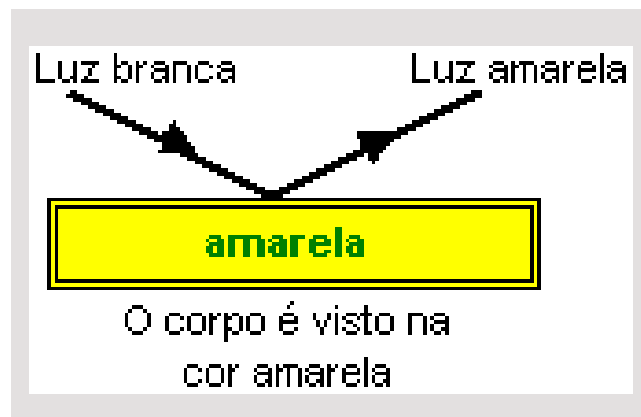 Luz branca
Luz amarela
amarela
O corpo é visto na
cor amarela